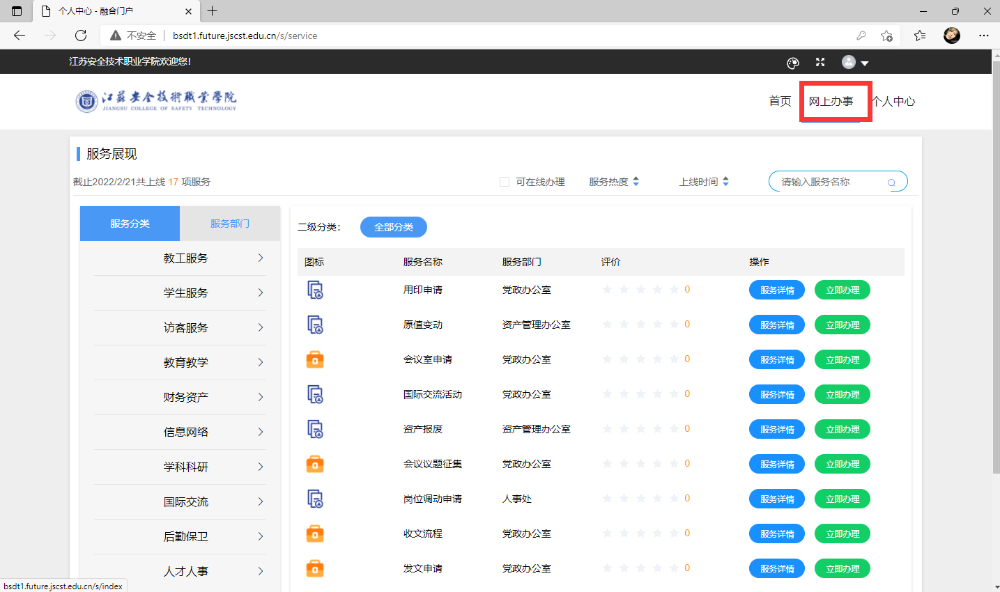 个人中心 - 融合门户
不安全
bsdt1.future.jscst.edu.cn/s/service
江苏安全技术职业学院欢迎您!
江蘇安全技術職業學院
JIANGSU COLLEGE OF SAFETY TECHNOLOGY
首页 网上办事 个人中心
服务展现
截止2022/2/21共上线 17 项服务
可在线办理 服务热度 上线时间 请输入服务名称
服务分类 服务部门
教工服务
学生服务
访客服务
教育教学
财务资产
信息网络
学科科研
国际交流
后勤保卫
人才人事
二级分类: 全部分类
图标 服务名称 服务部门 评价 操作
用印申请 党政办公室 0 服务详情 立即办理
原值变动 资产管理办公室 0 服务详情 立即办理
会议室申请 党政办公室 0 服务详情 立即办理
国际交流活动 党政办公室 0 服务详情 立即办理
资产报废 资产管理办公室 0 服务详情 立即办理
会议议题征集 党政办公室 0 服务详情 立即办理
岗位调动申请 人事处 0 服务详情 立即办理
收文流程 党政办公室 0 服务详情 立即办理
发文申请 党政办公室 0 服务详情 立即办理
bsdt1.future.jscst.edu.cn/s/index